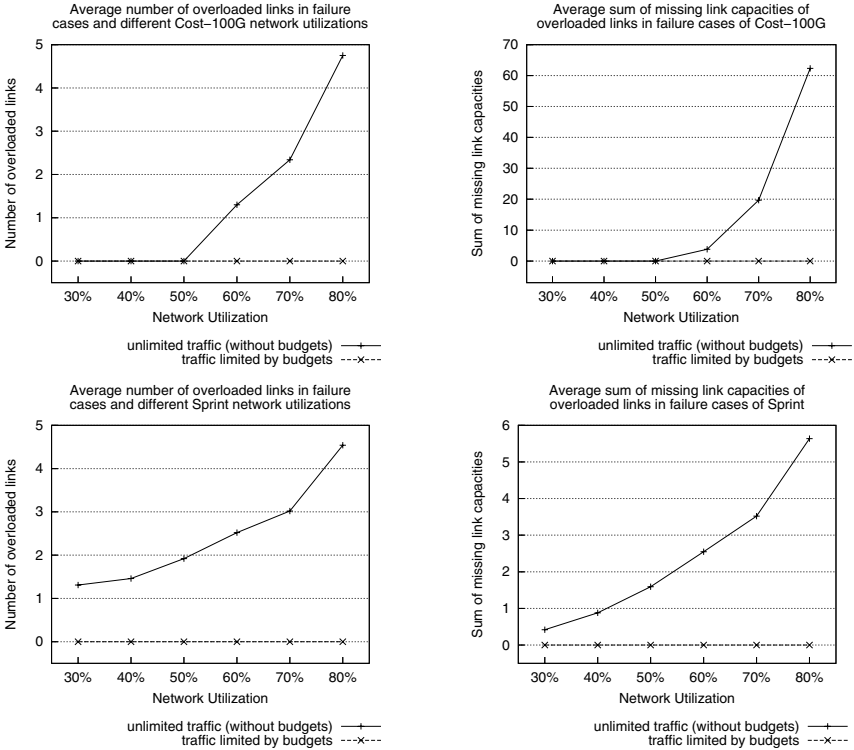 Average number of overloaded links in failure
cases and different Cost−100G network utilizations
Number of overloaded links
5
4
3
2
1
0
30% 40% 50% 60% 70% 80%
Network Utilization
unlimited traffic (without budgets)
traffic limited by budgets
Average sum of missing link capacities of
overloaded links in failure cases of Cost−100G
Sum of missing link capacities
70
60
50
40
30
20
10
0
30% 40% 50% 60% 70% 80%
Network Utilization
unlimited traffic (without budgets)
traffic limited by budgets
Average number of overloaded links in failure
cases and different Sprint network utilizations
Number of overloaded links
5
4
3
2
1
0
30% 40% 50% 60% 70% 80%
Network Utilization
unlimited traffic (without budgets)
traffic limited by budgets
Average sum of missing link capacities of
overloaded links in failure cases of Sprint
Sum of missing link capacities
6
5
4
3
2
1
0
30% 40% 50% 60% 70% 80%
Network Utilization
unlimited traffic (without budgets)
traffic limited by budgets